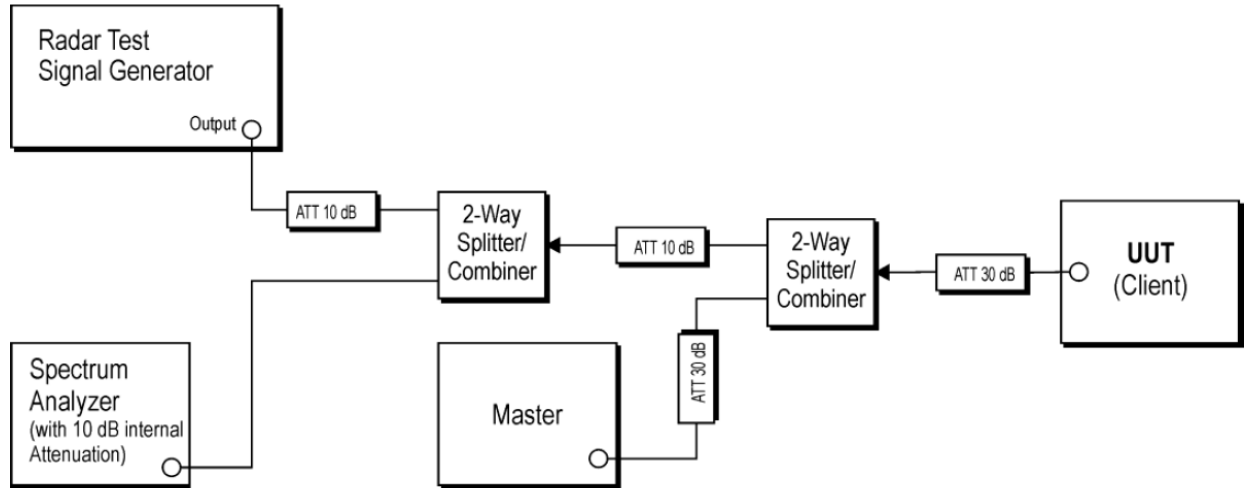 Radar Test
Signal Generator
Output
ATT 10 dB
2-Way
Splitter/
Combiner
ATT 10 dB
2-Way
Splitter/
Combiner
ATT 30 dB
UUT
(Client)
Spectrum
Analyzer
(with 10 dB internal
Attenuation)
Master
ATT 30 dB